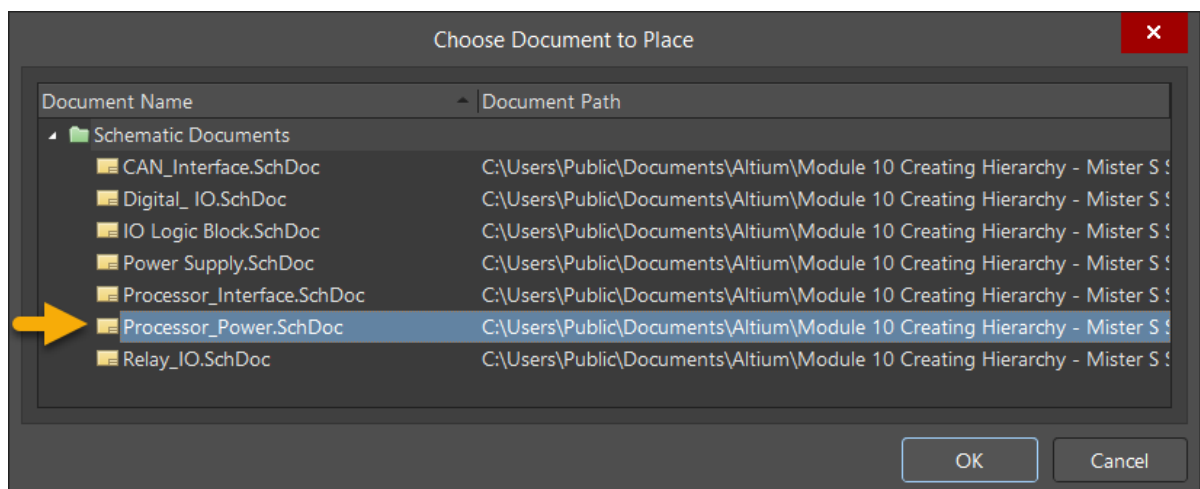 Choose Document to Place
Document Name Document Path
Schematic Documents
CAN_Interface.SchDoc C:\Users\Public\Documents\Altium\Module 10 Creating Hierarchy - Mister S
Digital_ IO.SchDoc C:\Users\Public\Documents\Altium\Module 10 Creating Hierarchy - Mister S
IO Logic Block.SchDoc C:\Users\Public\Documents\Altium\Module 10 Creating Hierarchy - Mister S
Power Supply.SchDoc C:\Users\Public\Documents\Altium\Module 10 Creating Hierarchy - Mister S
Processor_Interface.SchDoc C:\Users\Public\Documents\Altium\Module 10 Creating Hierarchy - Mister S
Processor_Power.SchDoc C:\Users\Public\Documents\Altium\Module 10 Creating Hierarchy - Mister S
Relay_IO.SchDoc C:\Users\Public\Documents\Altium\Module 10 Creating Hierarchy - Mister S
OK Cancel